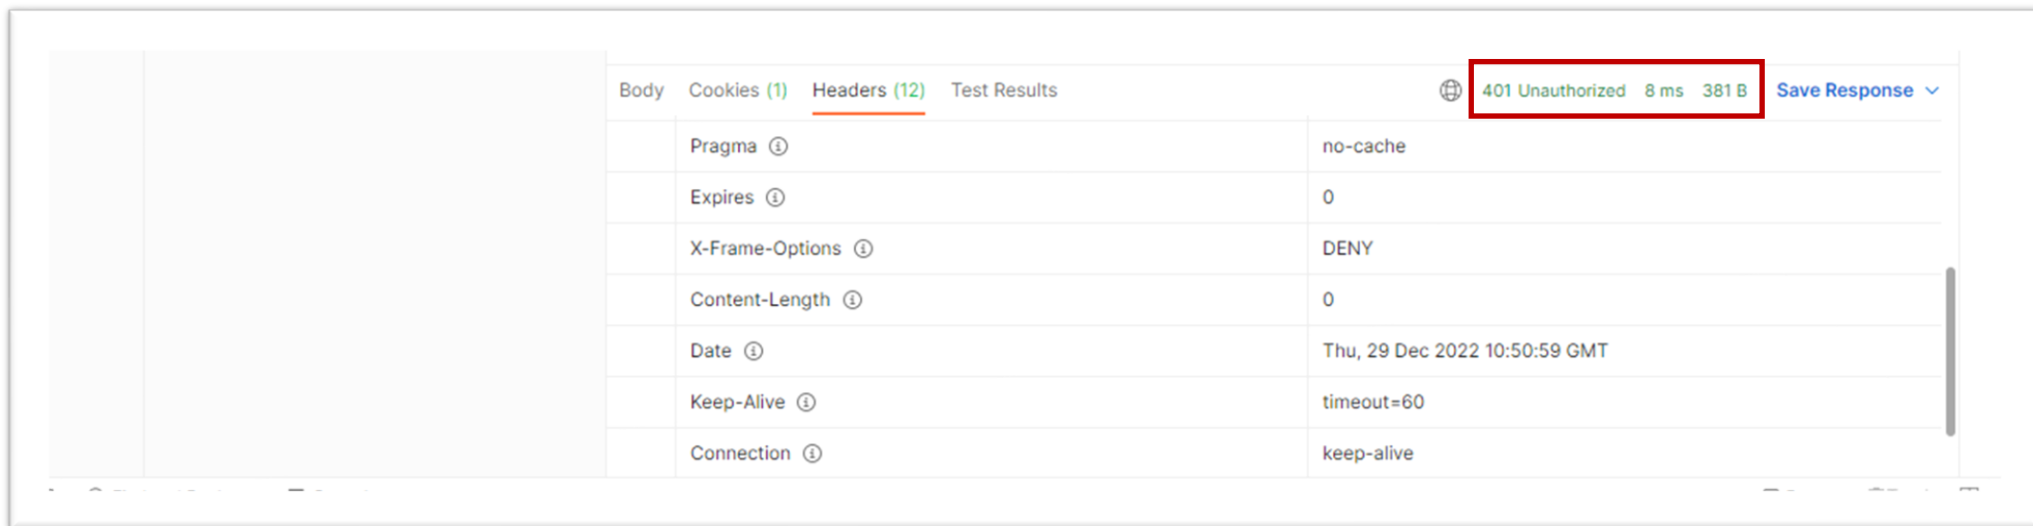 Body Cookies (1) Headers (12) Test Results 401 Unauthorized 8 ms 381 B Save Response
Pragma no-cache
Expires 0
X-Frame-Options DENY
Content-Length 0
Date Thu, 29 Dec 2022 10:50:59 GMT
Keep-Alive timeout=60
Connection keep-alive